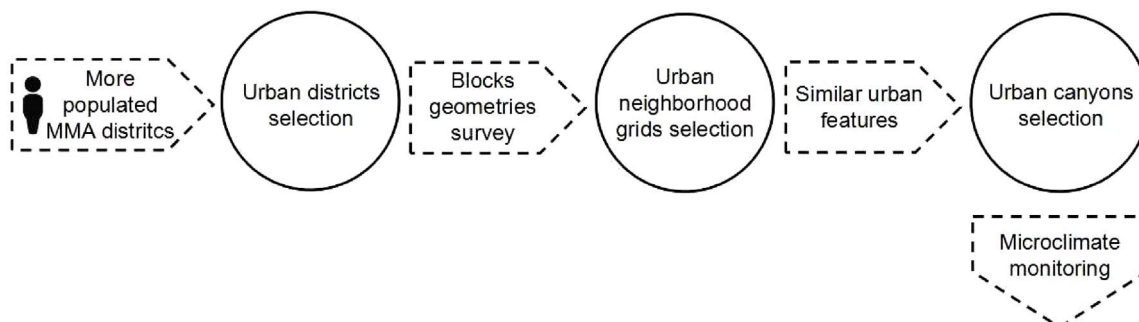 More
populated
MMA distritcs
Urban districts
selection
Blocks
geometries
survey
Urban
neighborhood
grids selection
Similar urban
features
Urban canyons
selection
Microclimate
monitoring